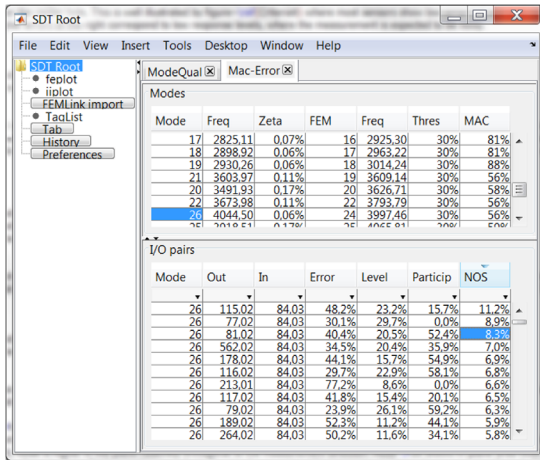 SDT Root
File Edit View Insert Tools Desktop Window Help
SDT Root
feplot
iiplot
FEMLink import
TagList
Tab
History
Preferences
ModeQual Mac-Error
Modes
Mode Freq Zeta FEM Freq Thres MAC
17 2825,11 0,07% 16 2925,30 30% 81%
18 2898,92 0,06% 17 2963,22 30% 81%
19 2930,26 0,06% 18 3014,24 30% 88%
21 3603,97 0,11% 19 3609,14 30% 56%
20 3491,93 0,17% 20 3626,71 30% 58%
22 3673,98 0,11% 22 3793,79 30% 56%
26 4044,50 0,06% 24 3997,46 30% 56%
25 3918,51 0,17% 25 4065,81 30% 50%
I/O pairs
Mode Out In Error Level Particip NOS
26 115,02 84,03 48,2% 23,2% 15,7% 11,2%
26 77,02 84,03 30,1% 29,7% 0,0% 8,9%
26 81,02 84,03 40,4% 20,5% 52,4% 8,3%
26 562,02 84,03 34,5% 20,4% 35,9% 7,0%
26 178,02 84,03 44,1% 15,7% 54,9% 6,9%
26 116,02 84,03 29,7% 22,9% 58,1% 6,8%
26 213,01 84,03 77,2% 8,6% 0,0% 6,6%
26 117,02 84,03 41,8% 15,4% 20,1% 6,5%
26 79,02 84,03 23,9% 26,1% 59,2% 6,3%
26 189,02 84,03 52,3% 11,2% 44,1% 5,9%
26 264,02 84,03 50,2% 11,6% 34,1% 5,8%